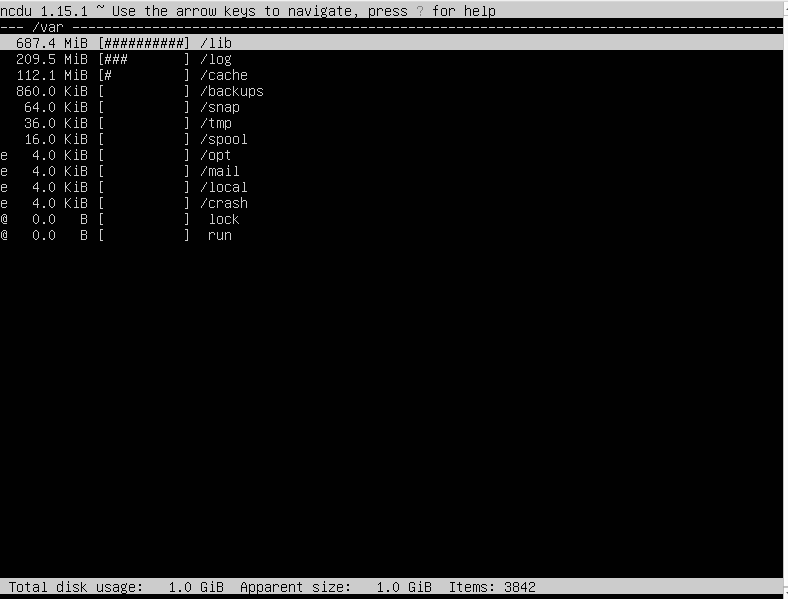 ncdu 1.15.1 ~ Use the arrow keys to navigate, press ? for help
--- /var ----------------------------------------------------------------------------------------
  687.4 MiB [##########] /lib
  209.5 MiB [###       ] /log
  112.1 MiB [#         ] /cache
  860.0 KiB [          ] /backups
   64.0 KiB [          ] /snap
   36.0 KiB [          ] /tmp
   16.0 KiB [          ] /spool
e   4.0 KiB [          ] /opt
e   4.0 KiB [          ] /mail
e   4.0 KiB [          ] /local
e   4.0 KiB [          ] /crash
@   0.0   B [          ]  lock
@   0.0   B [          ]  run
 Total disk usage:   1.0 GiB  Apparent size:   1.0 GiB  Items: 3842